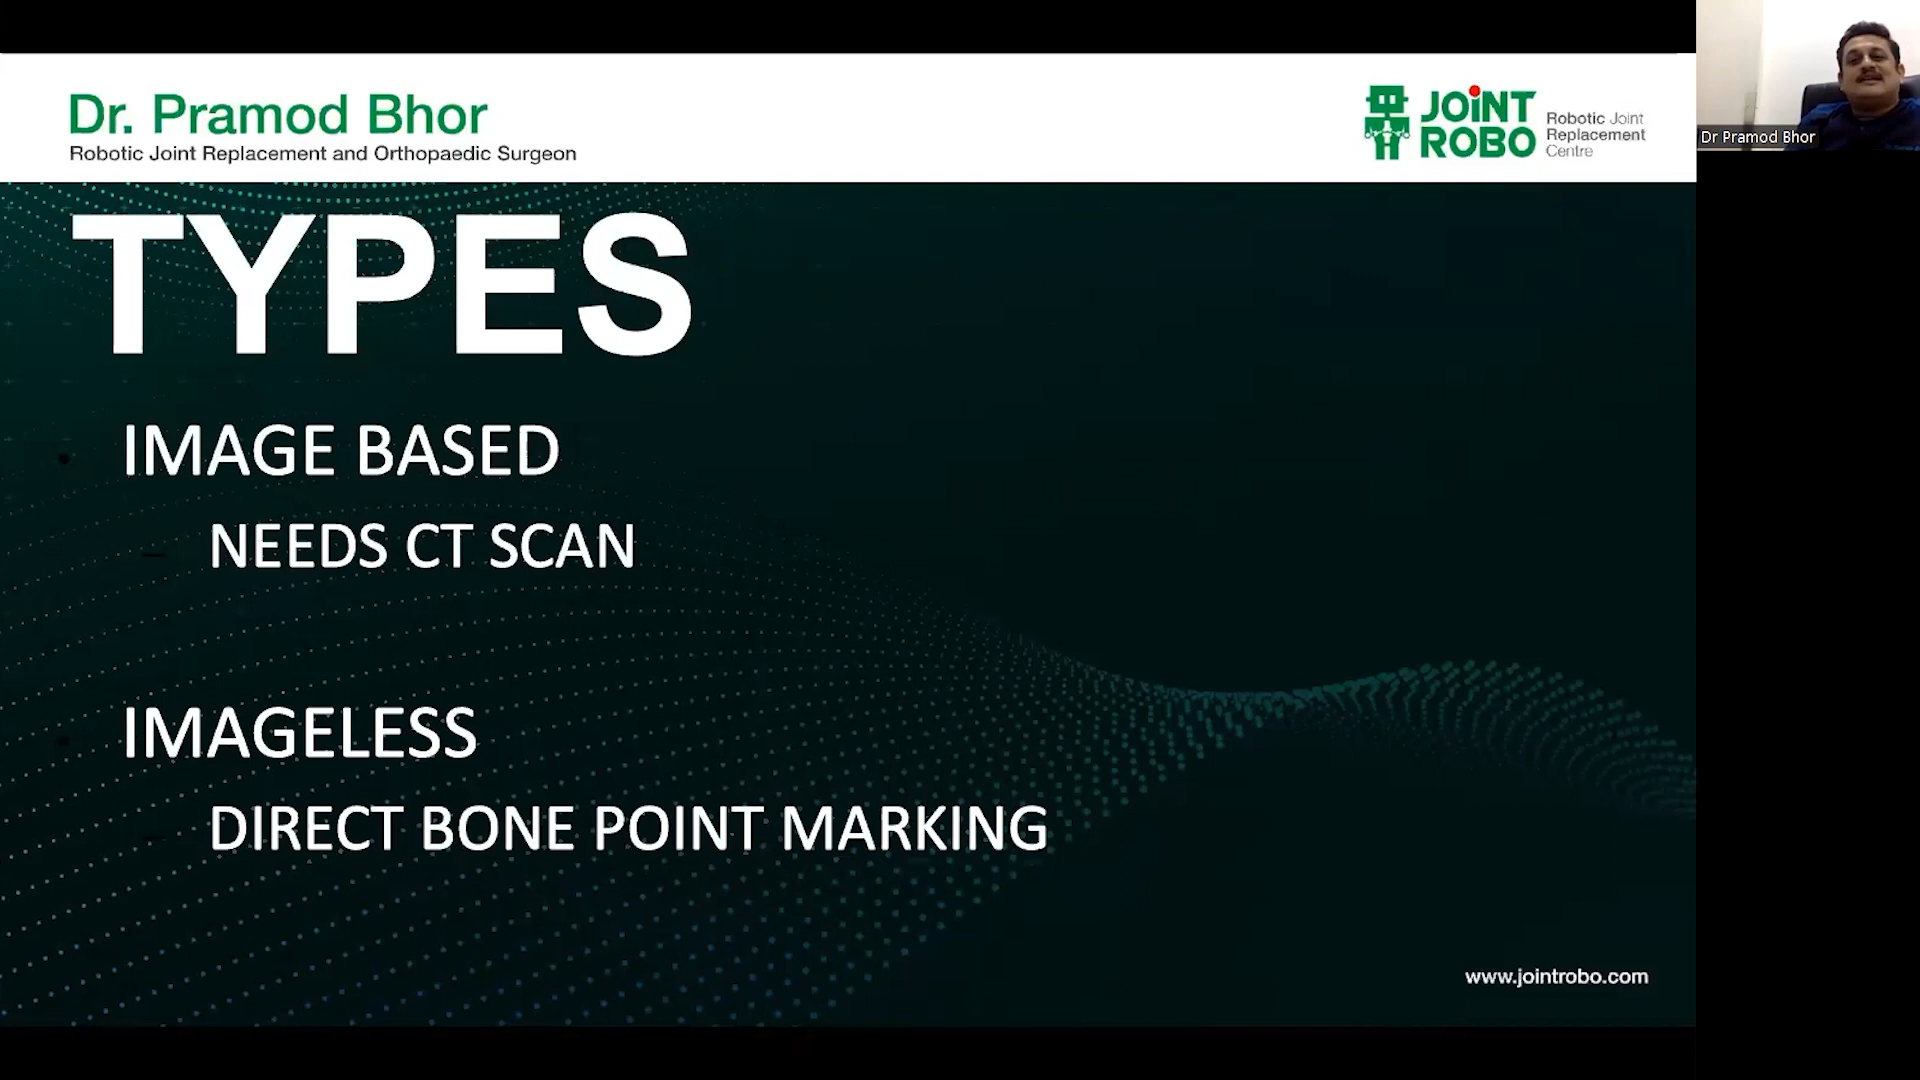 Dr. Pramod Bhor
Robotic Joint Replacement and Orthopaedic Surgeon
JOiNT
ROBO
Robotic Joint
Replacement
Centre
Dr Pramod Bhor
TYPES
IMAGE BASED
NEEDS CT SCAN
IMAGELESS
DIRECT BONE POINT MARKING
www.jointrobo.com